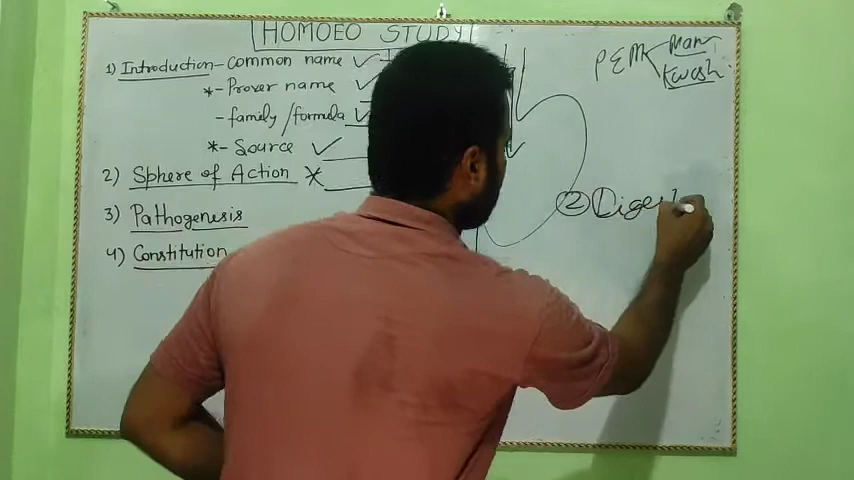 HOMOEO STUDY
1) Introduction - Common name ✓
*- Prover name ✓
- family/formula ✓
*- Source ✓
2) Sphere of Action *
3) Pathogenesis
4) Constitution
PEM
Mar
Kwash
② Digest